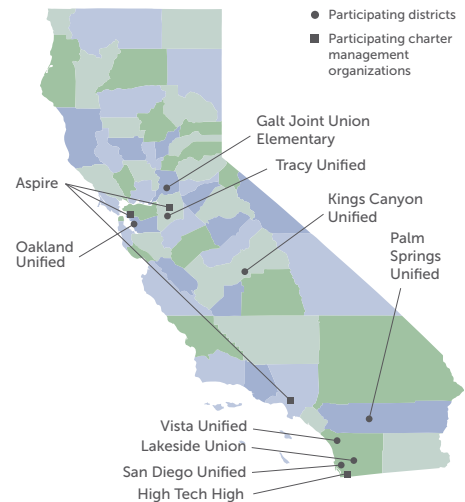 Participating districts
Participating charter
management
organizations
Galt Joint Union
Elementary
Tracy Unified
Aspire
Kings Canyon
Unified
Oakland
Unified
Palm
Springs
Unified
Vista Unified
Lakeside Union
San Diego Unified
High Tech High